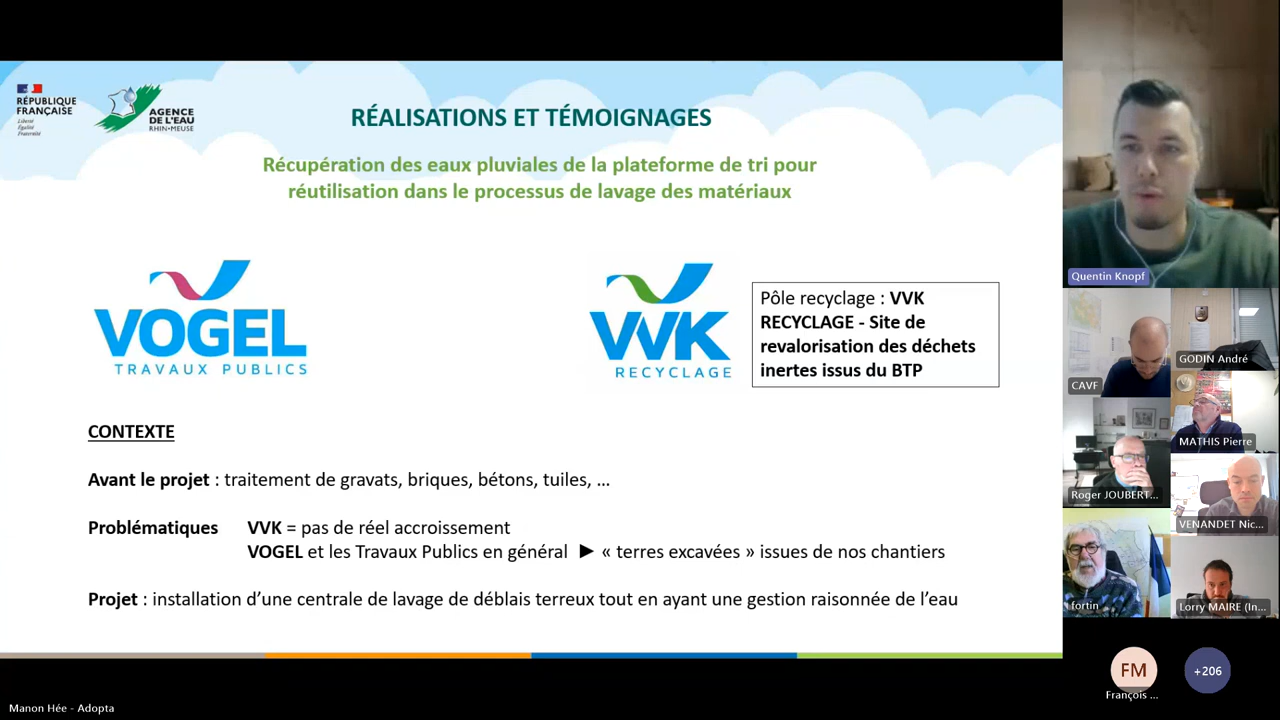 RÉPUBLIQUE
FRANÇAISE
Liberté
Égalité
Fraternité
AGENCE
DE L'EAU
RHIN•MEUSE
RÉALISATIONS ET TÉMOIGNAGES
Récupération des eaux pluviales de la plateforme de tri pour
réutilisation dans le processus de lavage des matériaux
VOGEL
TRAVAUX PUBLICS
VVK
RECYCLAGE
Pôle recyclage : VVK
RECYCLAGE - Site de
revalorisation des déchets
inertes issus du BTP
CONTEXTE
Avant le projet : traitement de gravats, briques, bétons, tuiles, ...
Problématiques VVK = pas de réel accroissement
VOGEL et les Travaux Publics en général ► « terres excavées » issues de nos chantiers
Projet : installation d'une centrale de lavage de déblais terreux tout en ayant une gestion raisonnée de l'eau
Quentin Knopf
CAVF
GODIN André
Roger JOUBERT...
MATHIS Pierre
VENANDET Nic...
fortin
Lorry MAIRE (In...
FM
François ...
+206
Manon Hée - Adopta